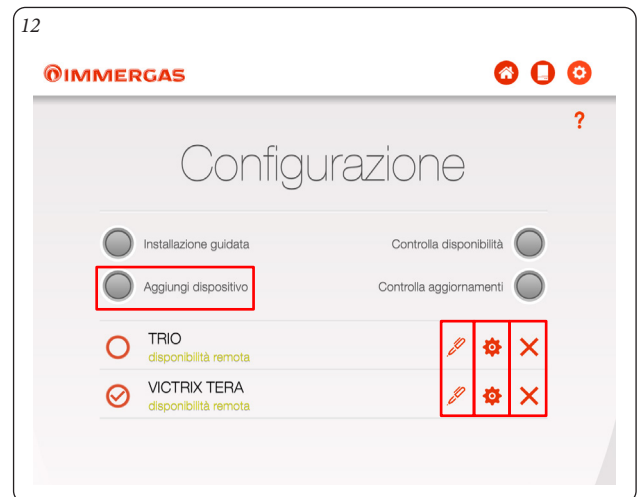 12
IMMERGAS
?
Configurazione
Installazione guidata
Controlla disponibilità
Aggiungi dispositivo
Controlla aggiornamenti
TRIO
disponibilità remota
VICTRIX TERA
disponibilità remota